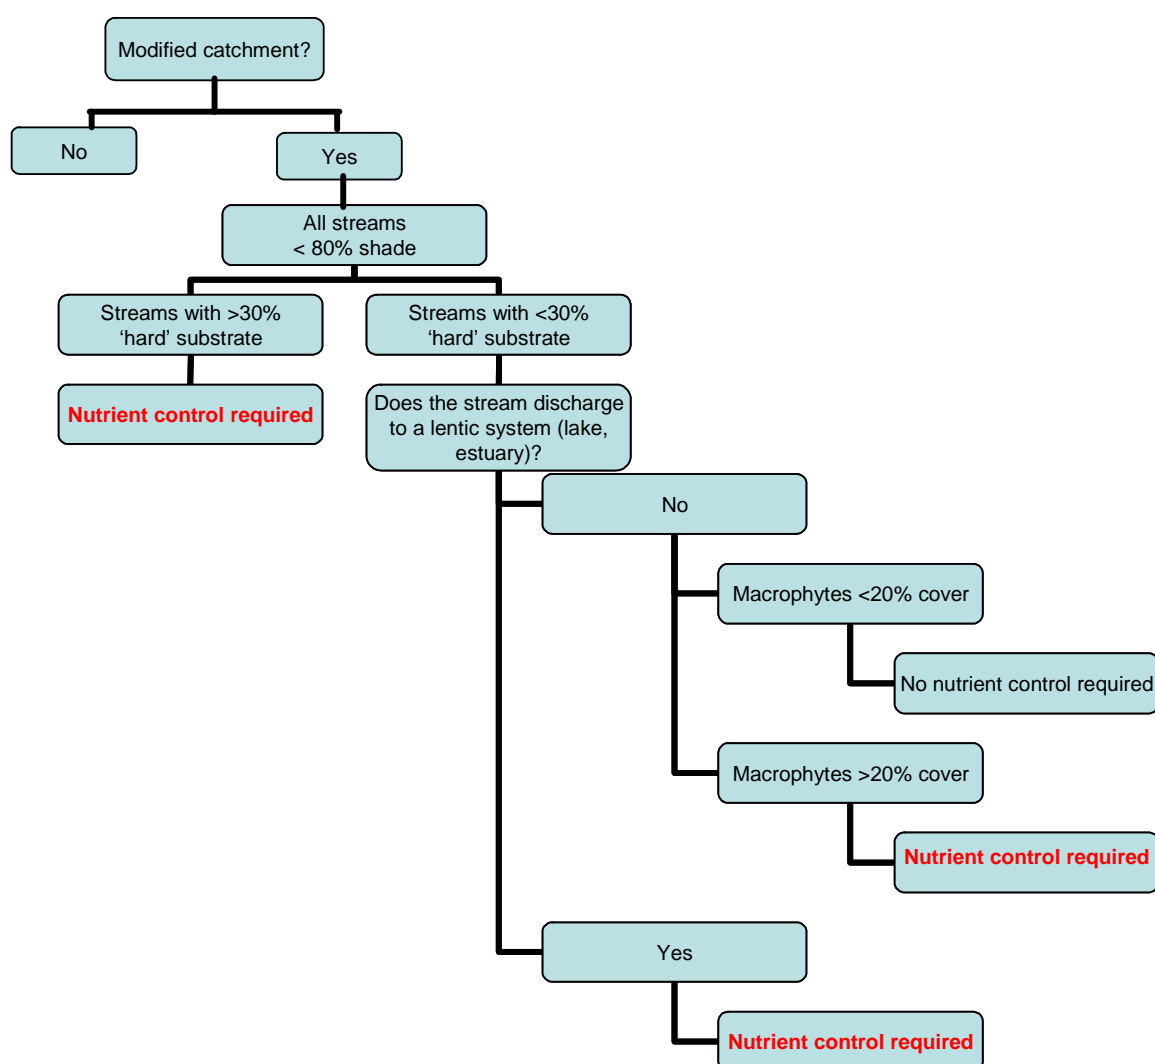 Modified catchment?
No
Yes
All streams
< 80% shade
Streams with >30%
‘hard’ substrate
Streams with <30%
‘hard’ substrate
Nutrient control required
Does the stream discharge
to a lentic system (lake,
estuary)?
No
Macrophytes <20% cover
No nutrient control required
Macrophytes >20% cover
Nutrient control required
Yes
Nutrient control required